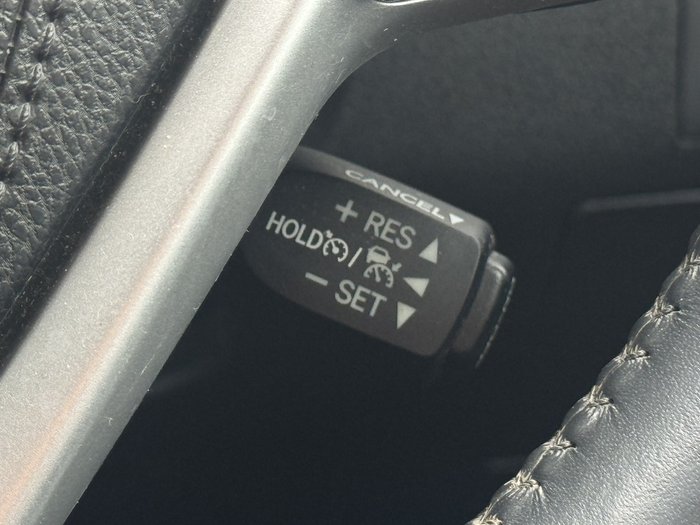 CANCEL▼
+ RES ▲
HOLD / ◀
− SET ▼